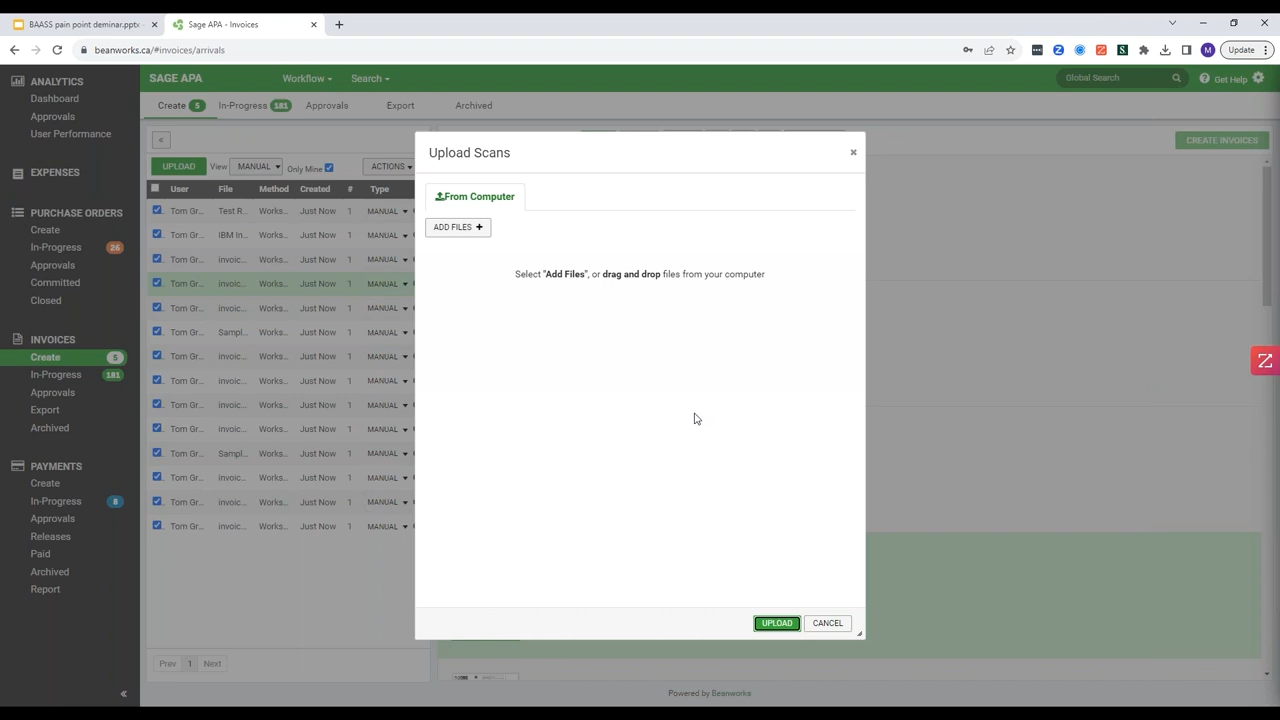 BAASS pain point deminar.pptx
Sage APA - Invoices
beanworks.ca/#invoices/arrivals
M
Update
ANALYTICS
Dashboard
Approvals
User Performance
EXPENSES
PURCHASE ORDERS
Create
In-Progress 26
Approvals
Committed
Closed
INVOICES
Create 5
In-Progress 181
Approvals
Export
Archived
PAYMENTS
Create
In-Progress 8
Approvals
Releases
Paid
Archived
Report
SAGE APA
Workflow
Search
Global Search
Get Help
Create 5
In-Progress 181
Approvals
Export
Archived
UPLOAD View MANUAL Only Mine ACTIONS
CREATE INVOICES
User File Method Created # Type
Tom Gr... Test R... Works... Just Now 1 MANUAL
Tom Gr... IBM In... Works... Just Now 1 MANUAL
Tom Gr... invoic... Works... Just Now 1 MANUAL
Tom Gr... invoic... Works... Just Now 1 MANUAL
Tom Gr... invoic... Works... Just Now 1 MANUAL
Tom Gr... Sampl... Works... Just Now 1 MANUAL
Tom Gr... invoic... Works... Just Now 1 MANUAL
Tom Gr... invoic... Works... Just Now 1 MANUAL
Tom Gr... invoic... Works... Just Now 1 MANUAL
Tom Gr... invoic... Works... Just Now 1 MANUAL
Tom Gr... Sampl... Works... Just Now 1 MANUAL
Tom Gr... invoic... Works... Just Now 1 MANUAL
Tom Gr... invoic... Works... Just Now 1 MANUAL
Tom Gr... invoic... Works... Just Now 1 MANUAL
Prev 1 Next
Upload Scans
From Computer
ADD FILES +
Select "Add Files", or drag and drop files from your computer
UPLOAD CANCEL
Powered by Beanworks